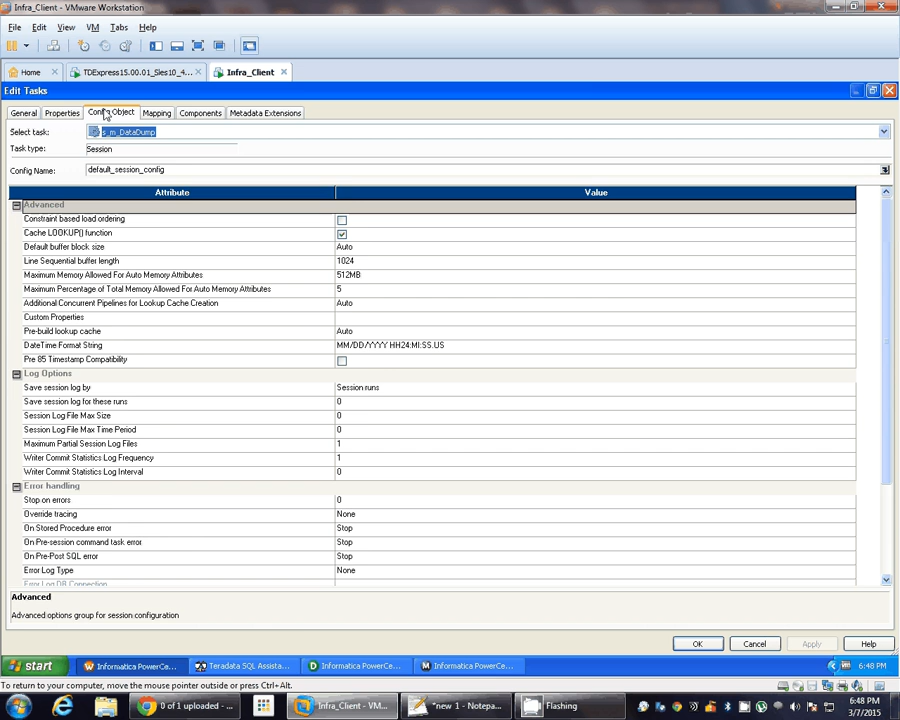 Infra_Client - VMware Workstation
File Edit View VM Tabs Help
Home TDExpress15.00.01_Sles10_4... Infra_Client
Edit Tasks
General Properties Config Object Mapping Components Metadata Extensions
Select task: s_m_DataDump
Task type: Session
Config Name: default_session_config
Attribute Value
Advanced
Constraint based load ordering
Cache LOOKUP() function
Default buffer block size Auto
Line Sequential buffer length 1024
Maximum Memory Allowed For Auto Memory Attributes 512MB
Maximum Percentage of Total Memory Allowed For Auto Memory Attributes 5
Additional Concurrent Pipelines for Lookup Cache Creation Auto
Custom Properties
Pre-build lookup cache Auto
DateTime Format String MM/DD/YYYY HH24:MI:SS.US
Pre 85 Timestamp Compatibility
Log Options
Save session log by Session runs
Save session log for these runs 0
Session Log File Max Size 0
Session Log File Max Time Period 0
Maximum Partial Session Log Files 1
Writer Commit Statistics Log Frequency 1
Writer Commit Statistics Log Interval 0
Error handling
Stop on errors 0
Override tracing None
On Stored Procedure error Stop
On Pre-session command task error Stop
On Pre-Post SQL error Stop
Error Log Type None
Error Log DB Connection
Advanced
Advanced options group for session configuration
OK Cancel Apply Help
start Informatica PowerCe... Teradata SQL Assista... Informatica PowerCe... Informatica PowerCe... 6:48 PM
To return to your computer, move the mouse pointer outside or press Ctrl+Alt.
0 of 1 uploaded - ... Infra_Client - VM... *new 1 - Notepa... Flashing 6:48 PM
3/7/2015